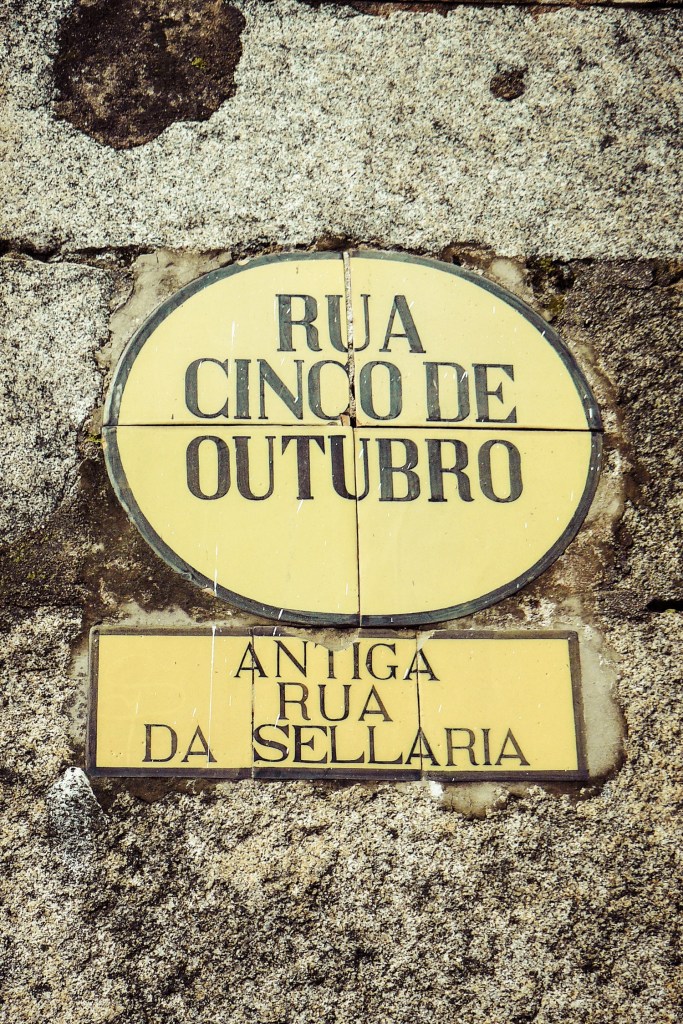 RUA
CINCO DE
OUTUBRO
ANTIGA
RUA
DA SELLARIA